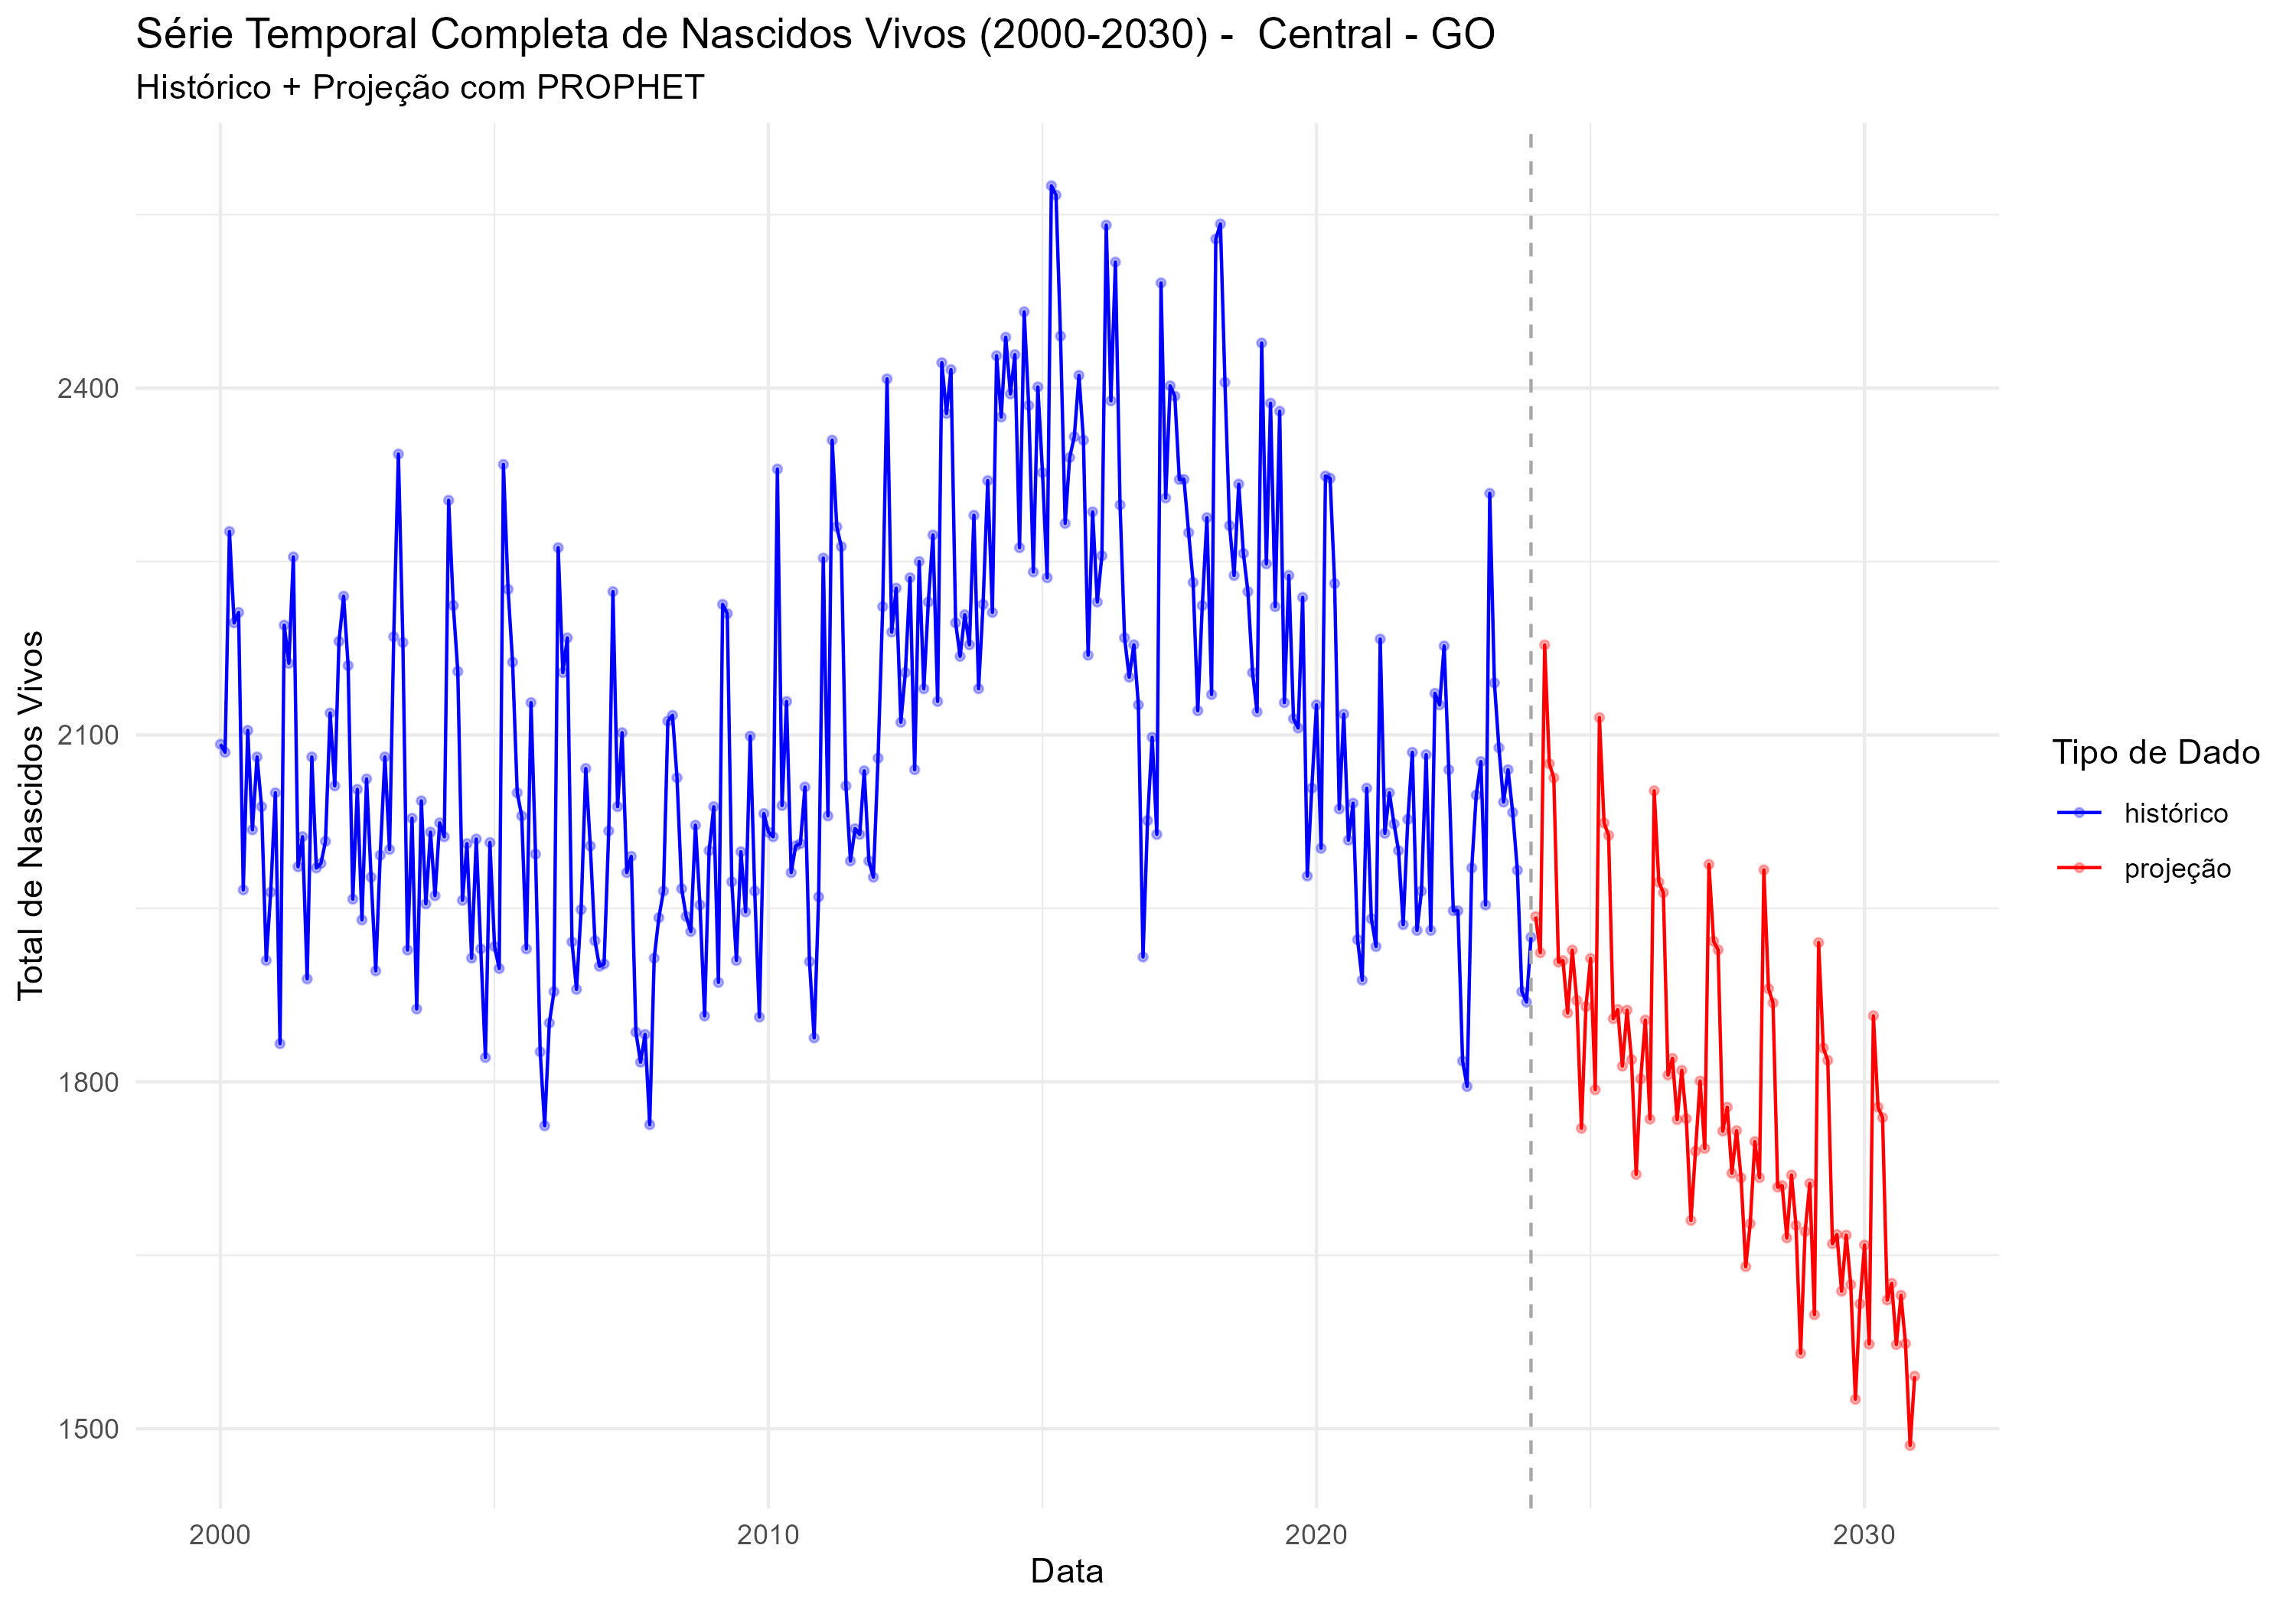 Série Temporal Completa de Nascidos Vivos (2000-2030) -  Central - GO
Histórico + Projeção com PROPHET
Total de Nascidos Vivos
2400
2100
1800
1500
2000
2010
2020
2030
Data
Tipo de Dado
histórico
projeção